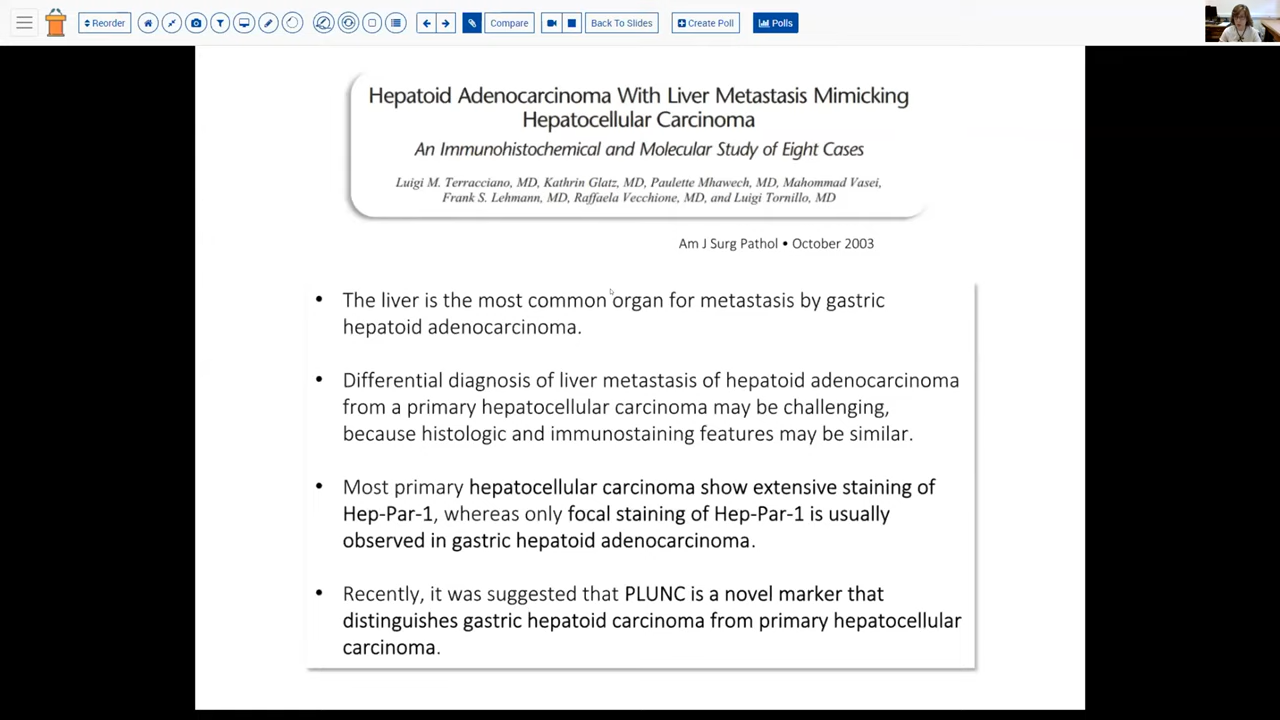 Reorder
Compare
Back To Slides
Create Poll
Polls
Hepatoid Adenocarcinoma With Liver Metastasis Mimicking
Hepatocellular Carcinoma
An Immunohistochemical and Molecular Study of Eight Cases
Luigi M. Terracciano, MD, Kathrin Glatz, MD, Paulette Mhawech, MD, Mahommad Vasei,
Frank S. Lehmann, MD, Raffaela Vecchione, MD, and Luigi Tornillo, MD
Am J Surg Pathol • October 2003
• The liver is the most common organ for metastasis by gastric
hepatoid adenocarcinoma.
• Differential diagnosis of liver metastasis of hepatoid adenocarcinoma
from a primary hepatocellular carcinoma may be challenging,
because histologic and immunostaining features may be similar.
• Most primary hepatocellular carcinoma show extensive staining of
Hep-Par-1, whereas only focal staining of Hep-Par-1 is usually
observed in gastric hepatoid adenocarcinoma.
• Recently, it was suggested that PLUNC is a novel marker that
distinguishes gastric hepatoid carcinoma from primary hepatocellular
carcinoma.